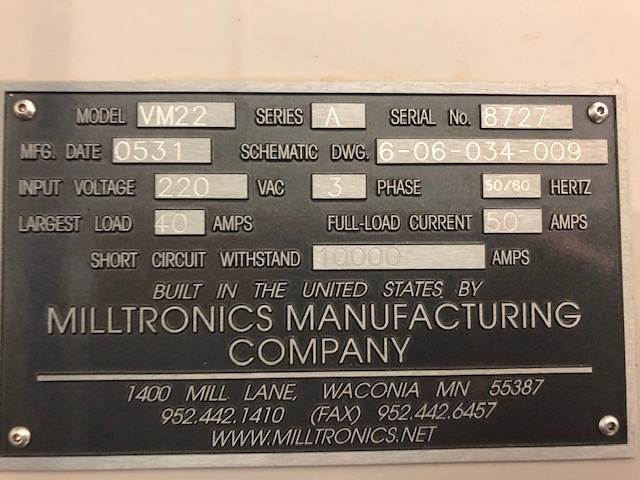 MODEL VM22 SERIES A SERIAL No. 8727
MFG. DATE 0531 SCHEMATIC DWG. 6-06-034-009
INPUT VOLTAGE 220 VAC 3 PHASE 50/60 HERTZ
LARGEST LOAD 40 AMPS FULL-LOAD CURRENT 50 AMPS
SHORT CIRCUIT WITHSTAND 10000 AMPS
BUILT IN THE UNITED STATES BY
MILLTRONICS MANUFACTURING
COMPANY
1400 MILL LANE, WACONIA MN 55387
952.442.1410 (FAX) 952.442.6457
WWW.MILLTRONICS.NET